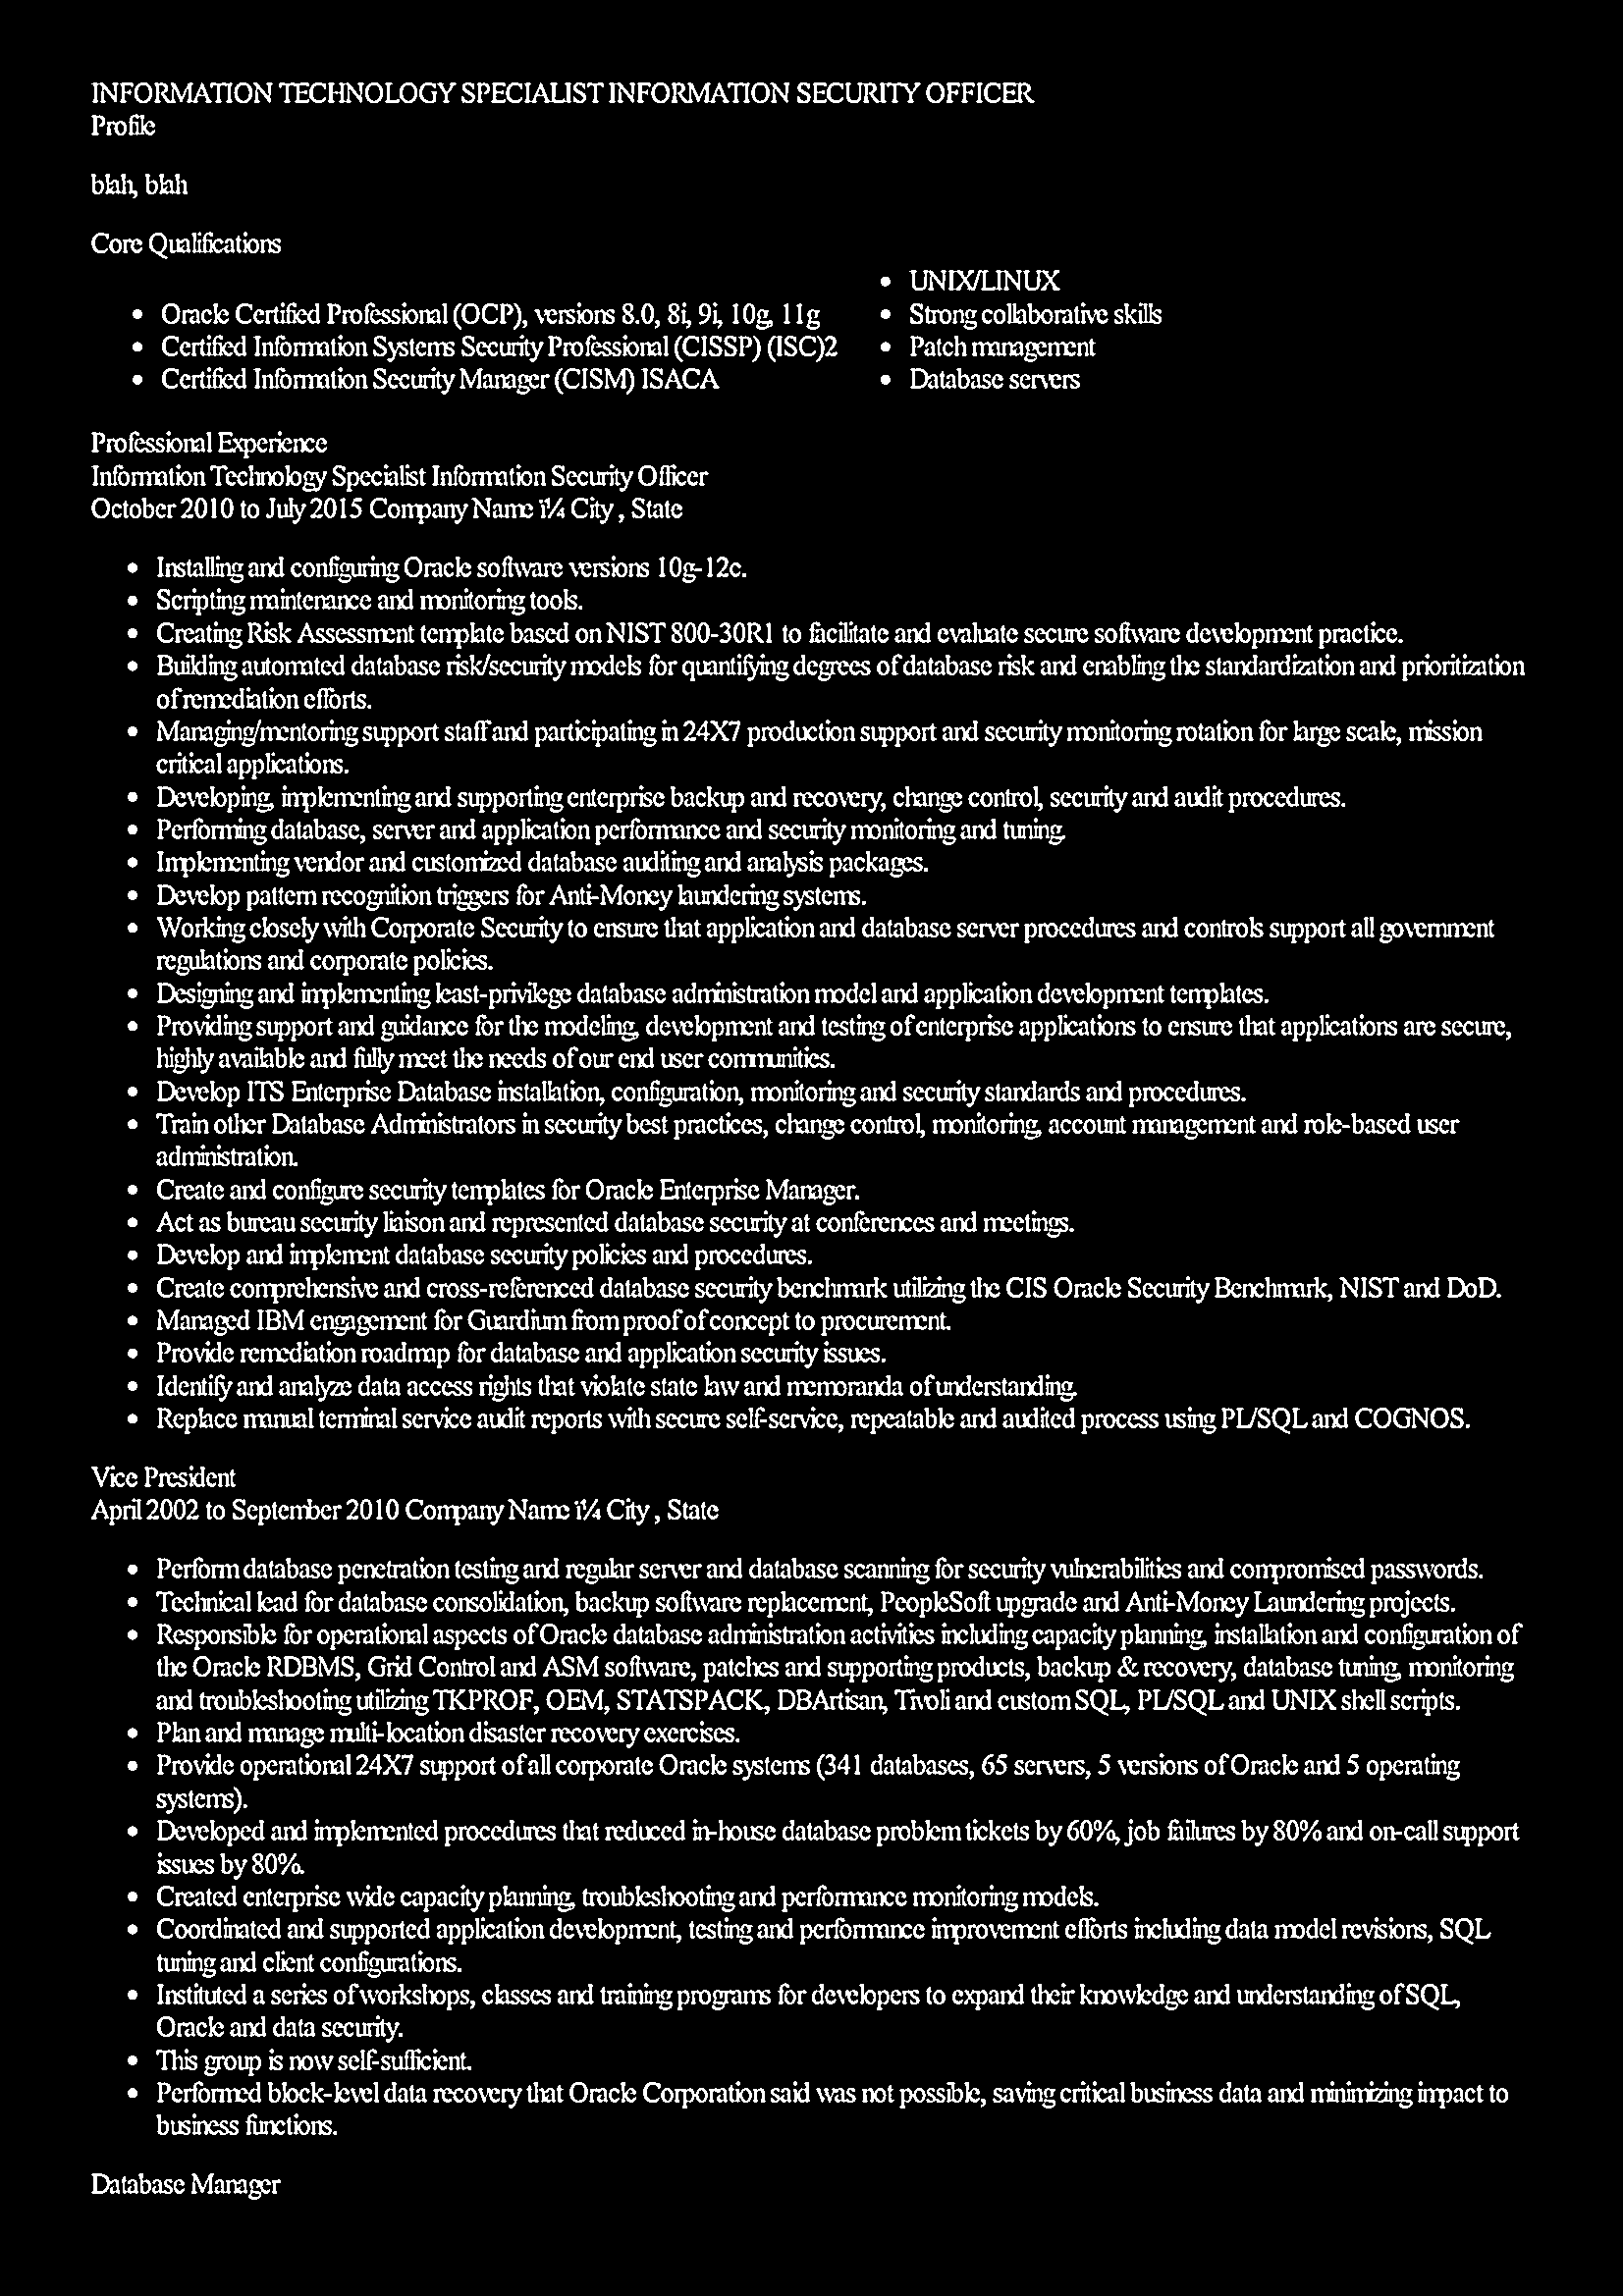 INFORMATION TECHNOLOGY SPECIALIST INFORMATION SECURITY OFFICER
Profile
blah, blah
Core Qualifications
• Oracle Certified Professional (OCP), versions 8.0, 8i, 9i, 10g, 11g
• Certified Information Systems Security Professional (CISSP) (ISC)2
• Certified Information Security Manager (CISM) ISACA
• UNIX/LINUX
• Strong collaborative skills
• Patch management
• Database servers
Professional Experience
Information Technology Specialist Information Security Officer
October 2010 to July 2015 Company Name ï¼ City , State
• Installing and configuring Oracle software versions 10g-12c.
• Scripting maintenance and monitoring tools.
• Creating Risk Assessment template based on NIST 800-30R1 to facilitate and evaluate secure software development practice.
• Building automated database risk/security models for quantifying degrees of database risk and enabling the standardization and prioritization
of remediation efforts.
• Managing/mentoring support staff and participating in 24X7 production support and security monitoring rotation for large scale, mission
critical applications.
• Developing, implementing and supporting enterprise backup and recovery, change control, security and audit procedures.
• Performing database, server and application performance and security monitoring and tuning.
• Implementing vendor and customized database auditing and analysis packages.
• Develop pattern recognition triggers for Anti-Money laundering systems.
• Working closely with Corporate Security to ensure that application and database server procedures and controls support all government
regulations and corporate policies.
• Designing and implementing least-privilege database administration model and application development templates.
• Providing support and guidance for the modeling, development and testing of enterprise applications to ensure that applications are secure,
highly available and fully meet the needs of our end user communities.
• Develop ITS Enterprise Database installation, configuration, monitoring and security standards and procedures.
• Train other Database Administrators in security best practices, change control, monitoring, account management and role-based user
administration.
• Create and configure security templates for Oracle Enterprise Manager.
• Act as bureau security liaison and represented database security at conferences and meetings.
• Develop and implement database security policies and procedures.
• Create comprehensive and cross-referenced database security benchmark utilizing the CIS Oracle Security Benchmark, NIST and DoD.
• Managed IBM engagement for Guardium from proof of concept to procurement.
• Provide remediation roadmap for database and application security issues.
• Identify and analyze data access rights that violate state law and memoranda of understanding.
• Replace manual terminal service audit reports with secure self-service, repeatable and audited process using PL/SQL and COGNOS.
Vice President
April 2002 to September 2010 Company Name ï¼ City , State
• Perform database penetration testing and regular server and database scanning for security vulnerabilities and compromised passwords.
• Technical lead for database consolidation, backup software replacement, PeopleSoft upgrade and Anti-Money Laundering projects.
• Responsible for operational aspects of Oracle database administration activities including capacity planning, installation and configuration of
the Oracle RDBMS, Grid Control and ASM software, patches and supporting products, backup & recovery, database tuning, monitoring
and troubleshooting utilizing TKPROF, OEM, STATSPACK, DBArtisan, Tivoli and custom SQL, PL/SQL and UNIX shell scripts.
• Plan and manage multi-location disaster recovery exercises.
• Provide operational 24X7 support of all corporate Oracle systems (341 databases, 65 servers, 5 versions of Oracle and 5 operating
systems).
• Developed and implemented procedures that reduced in-house database problem tickets by 60%, job failures by 80% and on-call support
issues by 80%.
• Created enterprise wide capacity planning, troubleshooting and performance monitoring models.
• Coordinated and supported application development, testing and performance improvement efforts including data model revisions, SQL
tuning and client configurations.
• Instituted a series of workshops, classes and training programs for developers to expand their knowledge and understanding of SQL,
Oracle and data security.
• This group is now self-sufficient.
• Performed block-level data recovery that Oracle Corporation said was not possible, saving critical business data and minimizing impact to
business functions.
Database Manager